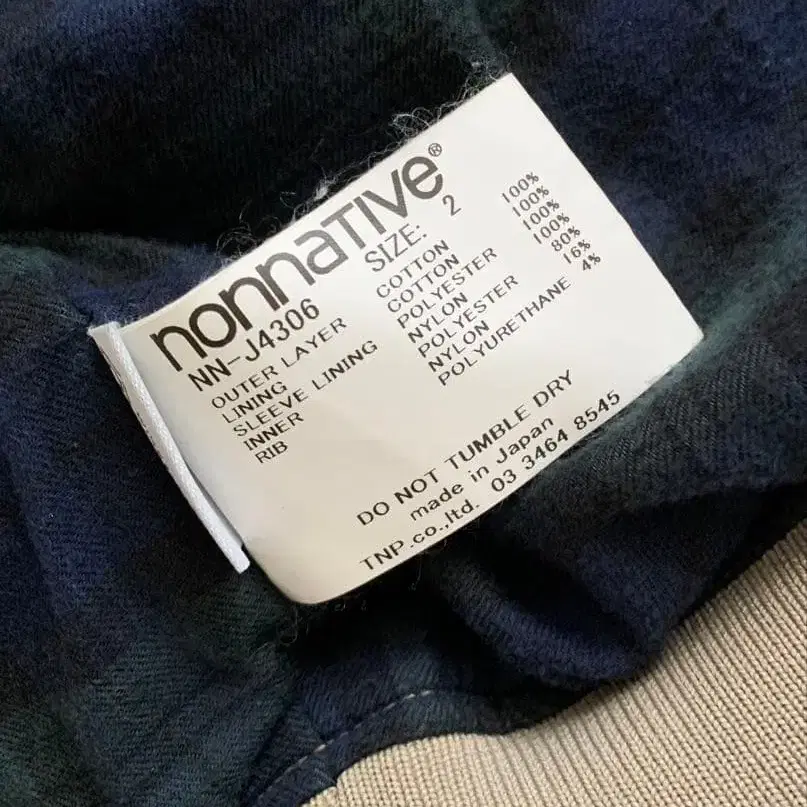 nonnative®
NN-J4306 SIZE: 2
OUTER LAYER COTTON 100%
LINING COTTON 100%
SLEEVE LINING POLYESTER 100%
INNER NYLON 100%
RIB POLYESTER 80%
NYLON 16%
POLYURETHANE 4%
DO NOT TUMBLE DRY
made in Japan
TNP.co.,ltd. 03 3464 8545